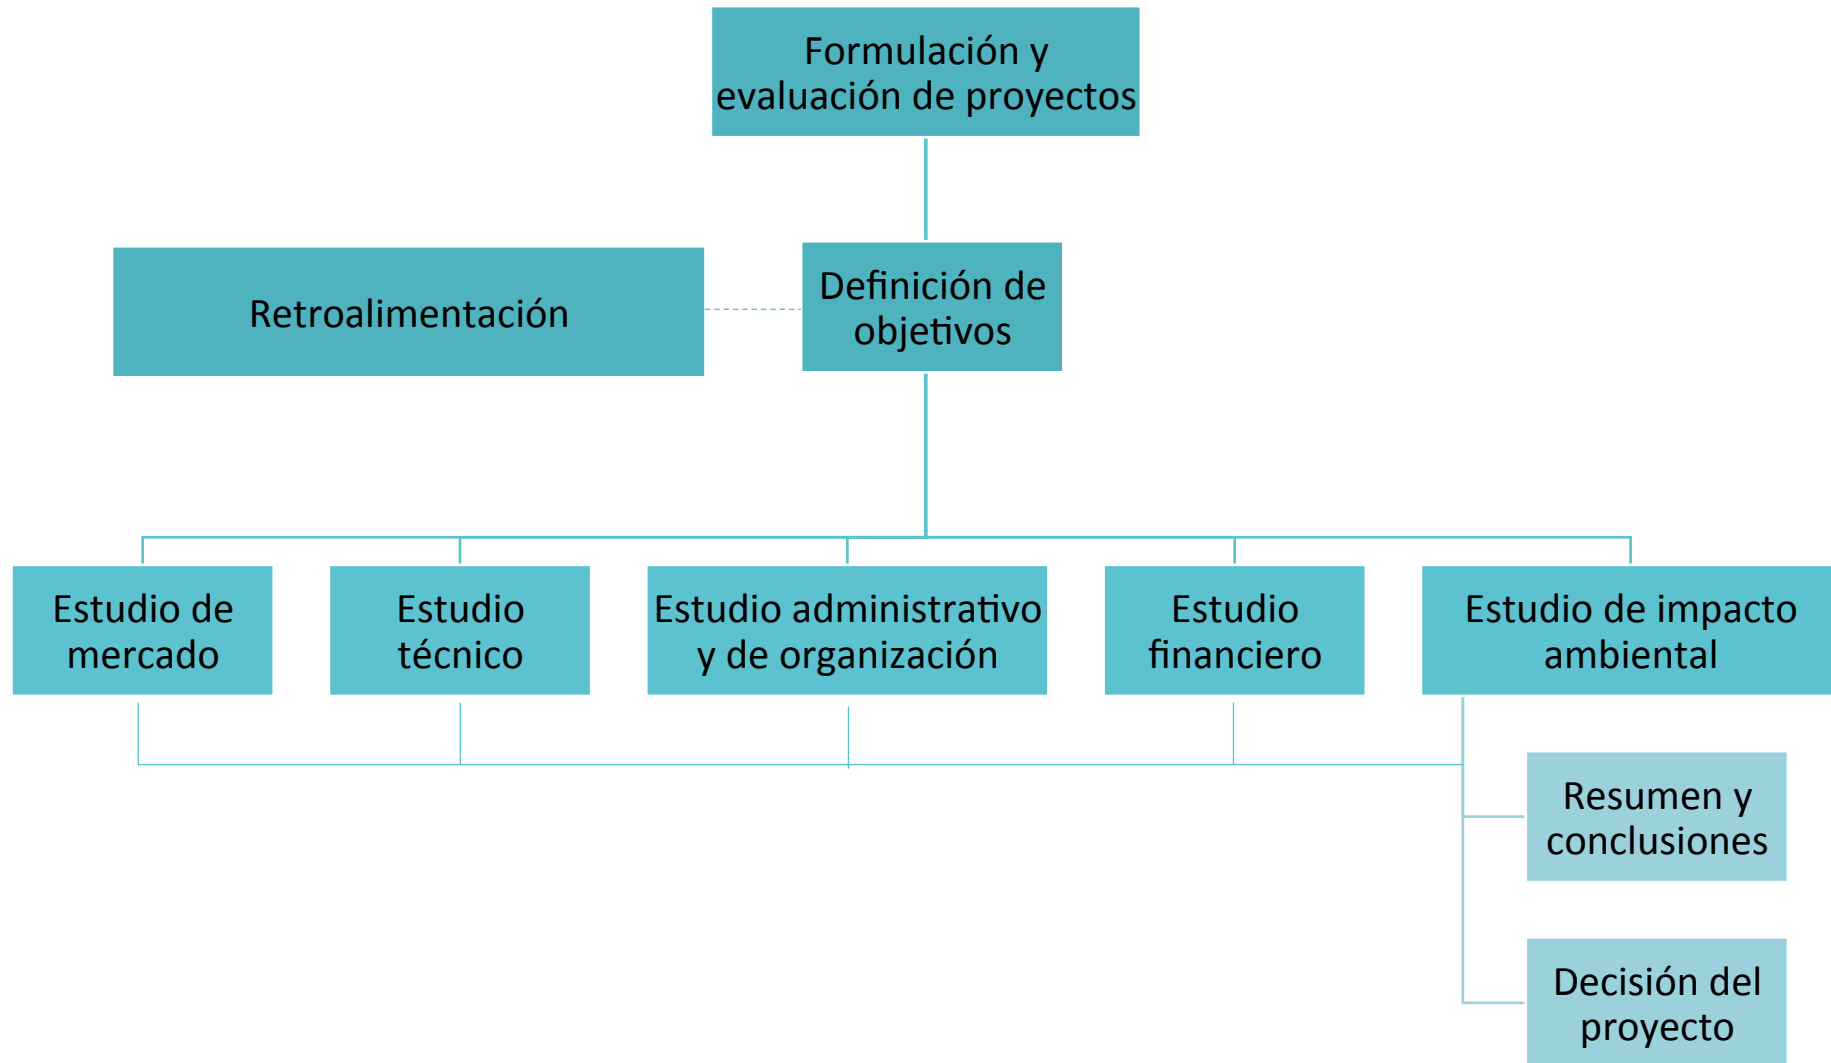 Formulación y
evaluación de proyectos
Retroalimentación
Definición de
objetivos
Estudio de
mercado
Estudio
técnico
Estudio administrativo
y de organización
Estudio
financiero
Estudio de impacto
ambiental
Resumen y
conclusiones
Decisión del
proyecto